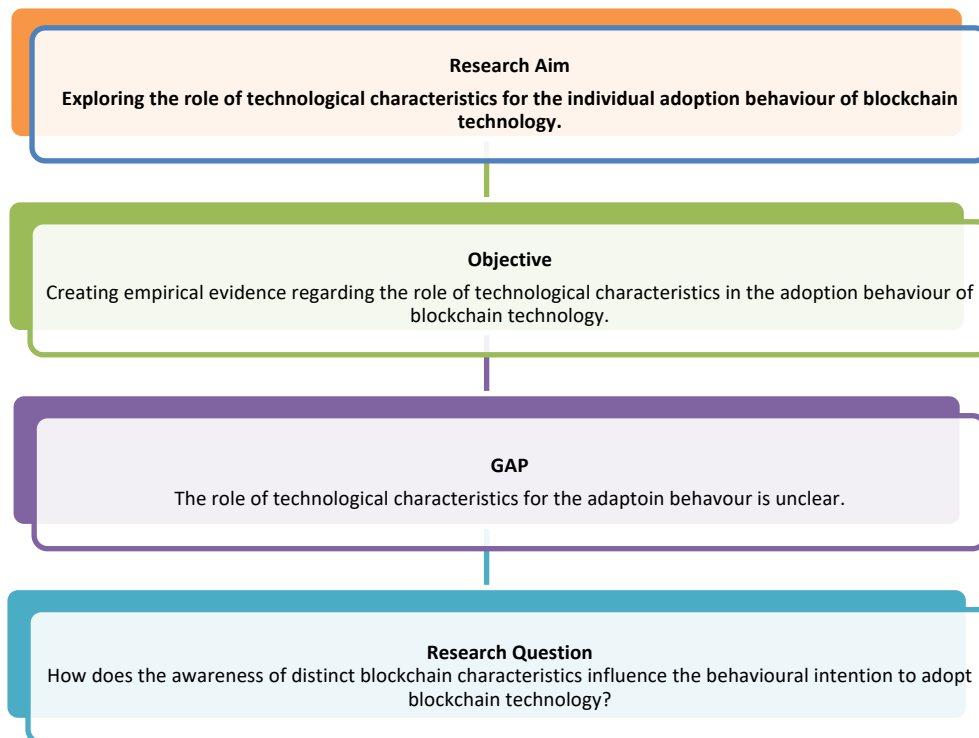 Research Aim
Exploring the role of technological characteristics for the individual adoption behaviour of blockchain
technology.
Objective
Creating empirical evidence regarding the role of technological characteristics in the adoption behaviour of
blockchain technology.
GAP
The role of technological characteristics for the adaptoin behavour is unclear.
Research Question
How does the awareness of distinct blockchain characteristics influence the behavioural intention to adopt
blockchain technology?